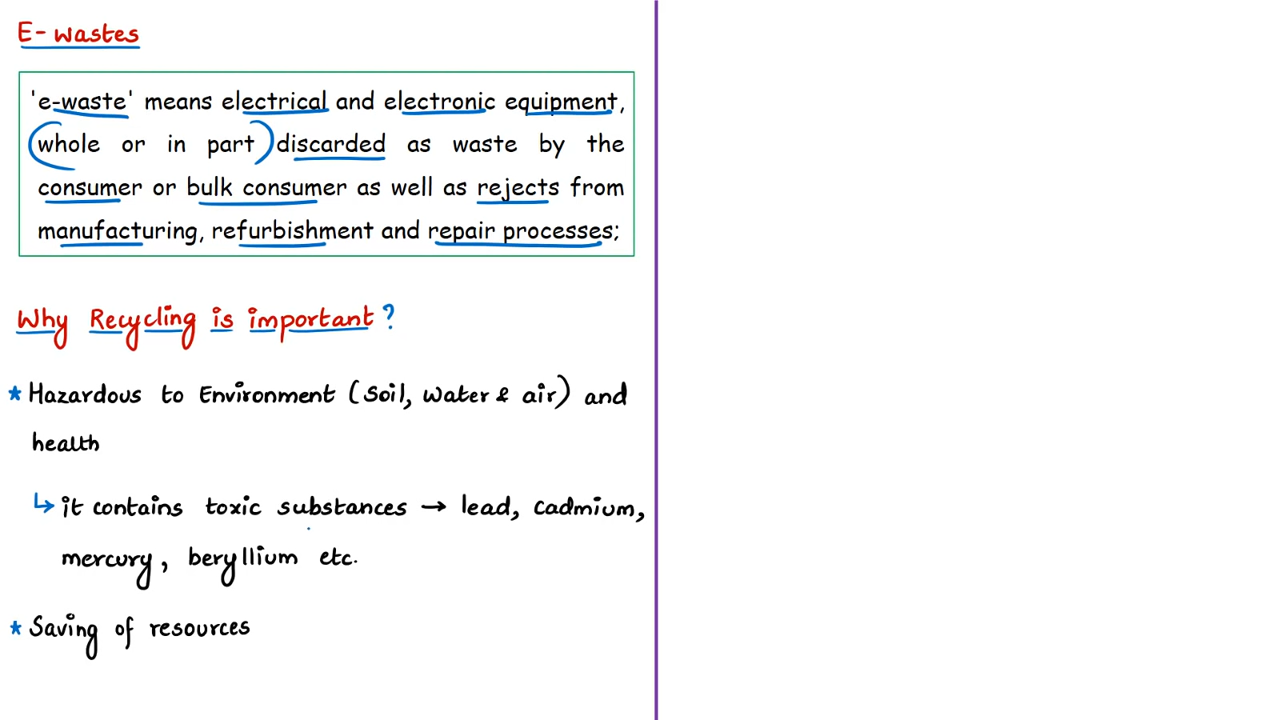 E- wastes
'e-waste' means electrical and electronic equipment,
whole or in part discarded as waste by the
consumer or bulk consumer as well as rejects from
manufacturing, refurbishment and repair processes;
Why Recycling is important?
* Hazardous to Environment (Soil, Water & air) and
health
↳ it contains toxic substances → lead, cadmium,
mercury, beryllium etc.
* Saving of resources